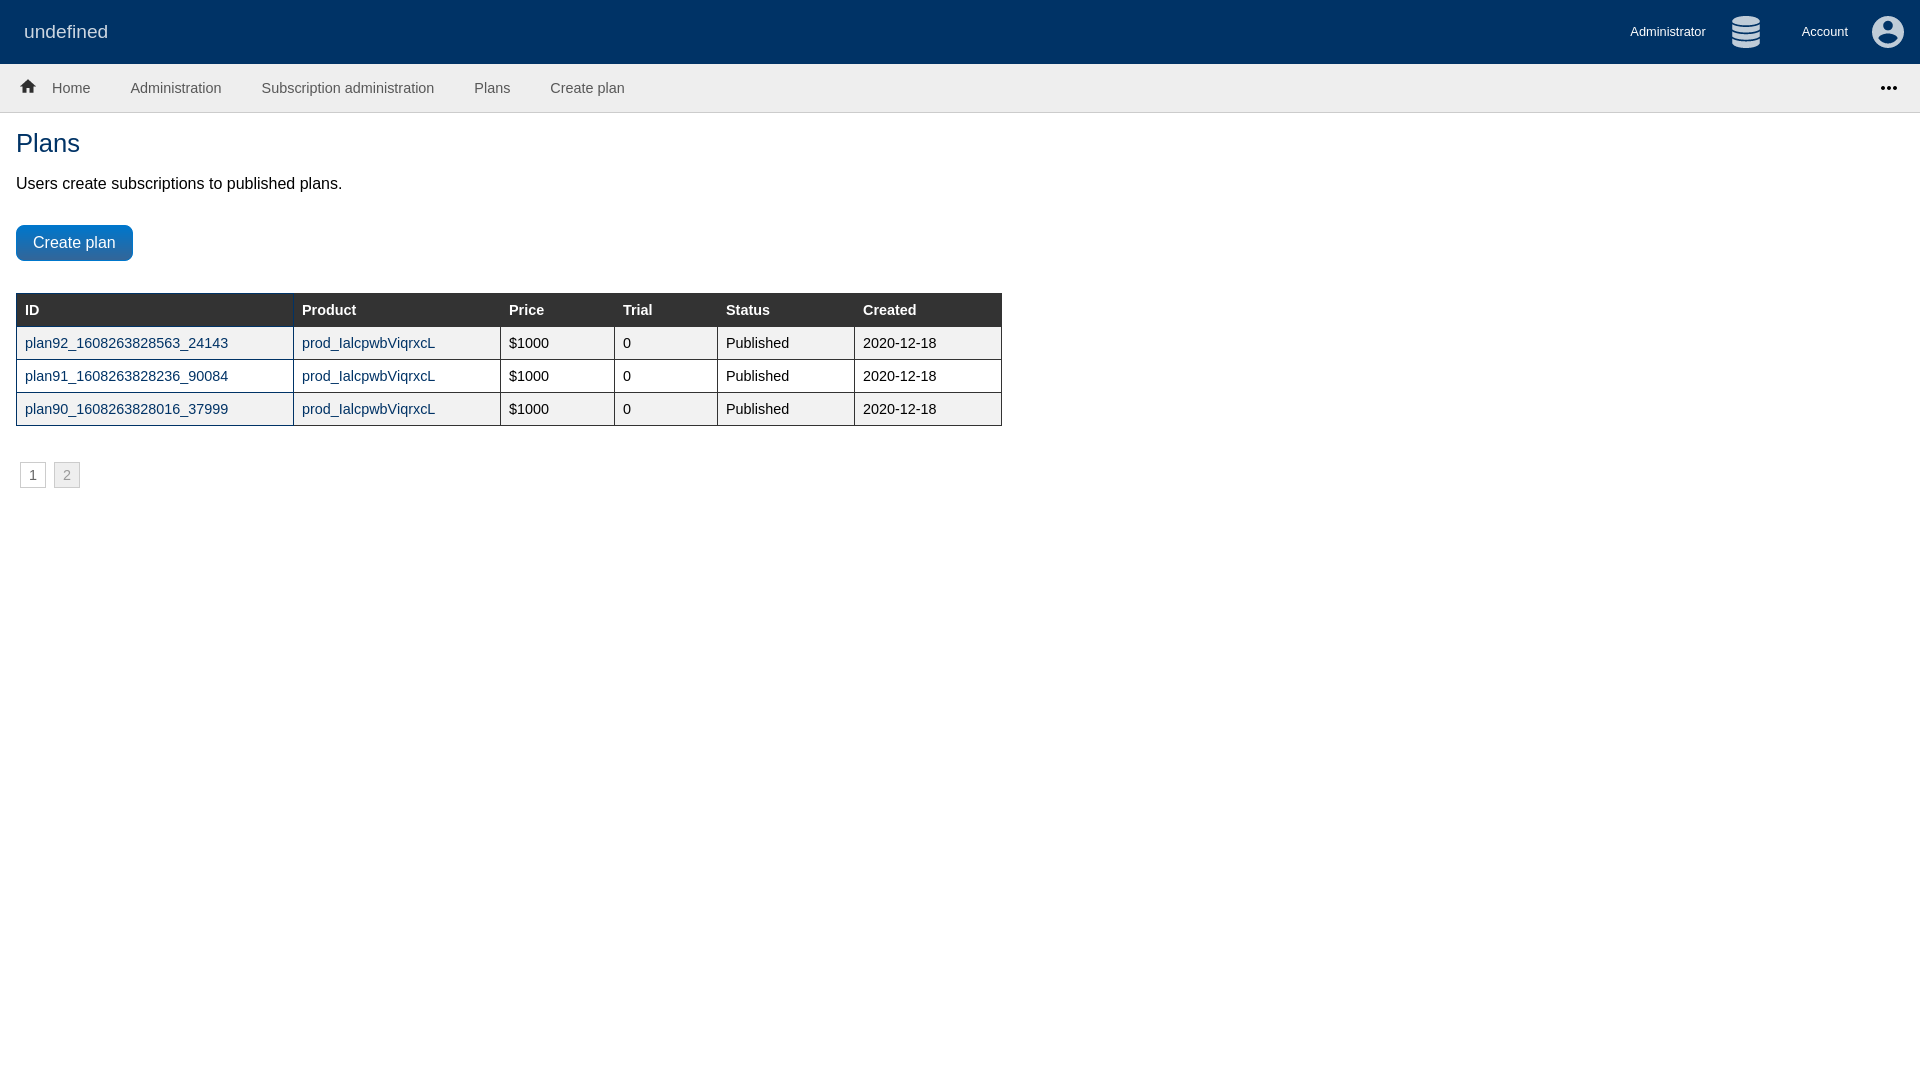 undefined
Administrator
Account
Home Administration Subscription administration Plans Create plan
Plans
Users create subscriptions to published plans.
Create plan
ID Product Price Trial Status Created
plan92_1608263828563_24143 prod_IalcpwbViqrxcL $1000 0 Published 2020-12-18
plan91_1608263828236_90084 prod_IalcpwbViqrxcL $1000 0 Published 2020-12-18
plan90_1608263828016_37999 prod_IalcpwbViqrxcL $1000 0 Published 2020-12-18
1 2